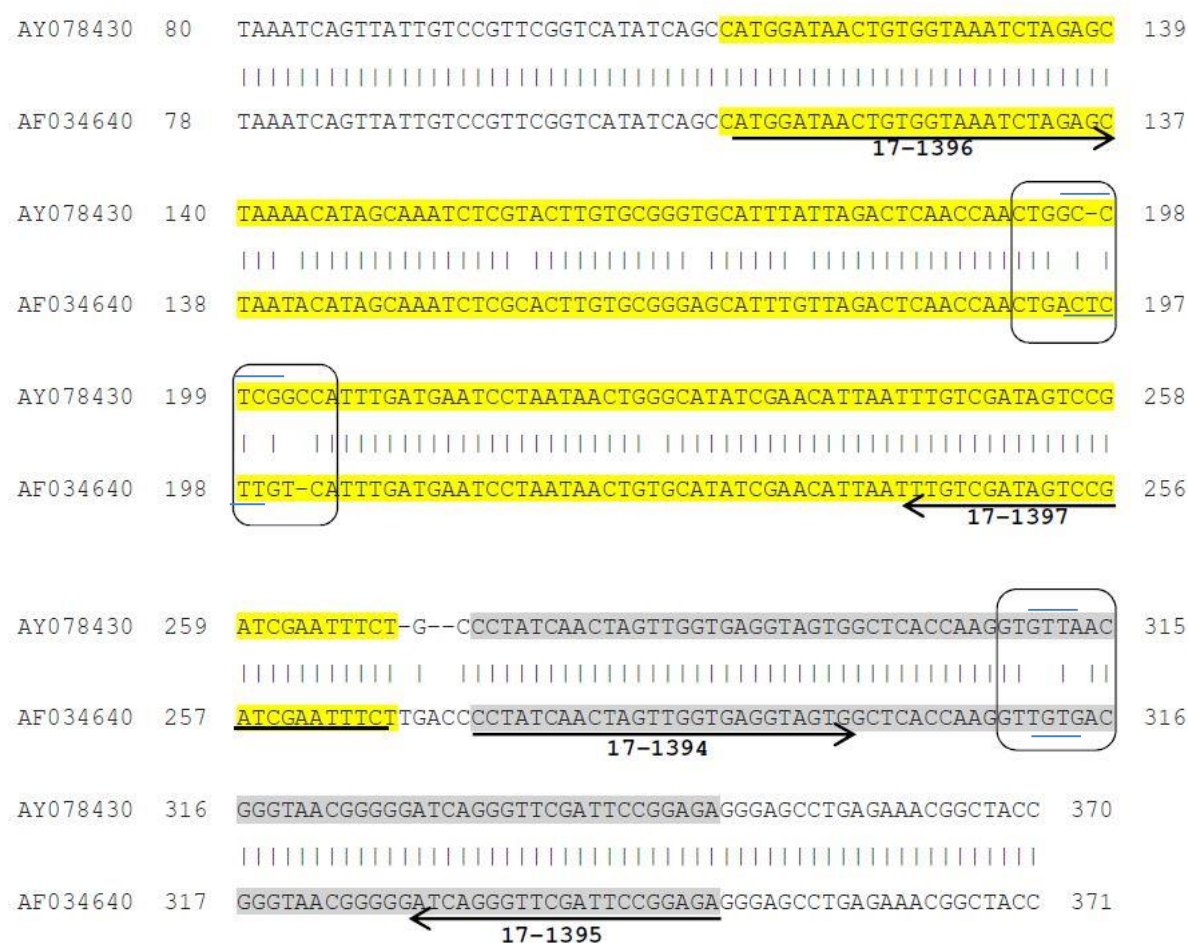 AY078430 80 TAAATCAGTTATTGTCCGTTCGGTCATATCAGCCATGGATAACTGTGGTAAATCTAGAGC 139
AF034640 78 TAAATCAGTTATTGTCCGTTCGGTCATATCAGCCATGGATAACTGTGGTAAATCTAGAGC 137
17-1396
AY078430 140 TAAAACATAGCAAATCTCGTACTTGTGCGGGTGCATTTATTAGACTCAACCAACTGGC-C 198
AF034640 138 TAATACATAGCAAATCTCGCACTTGTGCGGGAGCATTTGTTAGACTCAACCAACTGACTC 197
AY078430 199 TCGGCCATTTGATGAATCCTAATAACTGGGCATATCGAACATTAATTTGTCGATAGTCCG 258
AF034640 198 TTGT-CATTTGATGAATCCTAATAACTGTGCATATCGAACATTAATTTGTCGATAGTCCG 256
17-1397
AY078430 259 ATCGAATTTCT-G--CCCTATCAACTAGTTGGTGAGGTAGTGGCTCACCAAGGTGTTAAC 315
AF034640 257 ATCGAATTTCTTGACCCCTATCAACTAGTTGGTGAGGTAGTGGCTCACCAAGGTTGTGAC 316
17-1394
AY078430 316 GGGTAACGGGGGATCAGGGTTCGATTCCGGAGAGGGAGCCTGAGAAACGGCTACC 370
AF034640 317 GGGTAACGGGGGATCAGGGTTCGATTCCGGAGAGGGAGCCTGAGAAACGGCTACC 371
17-1395